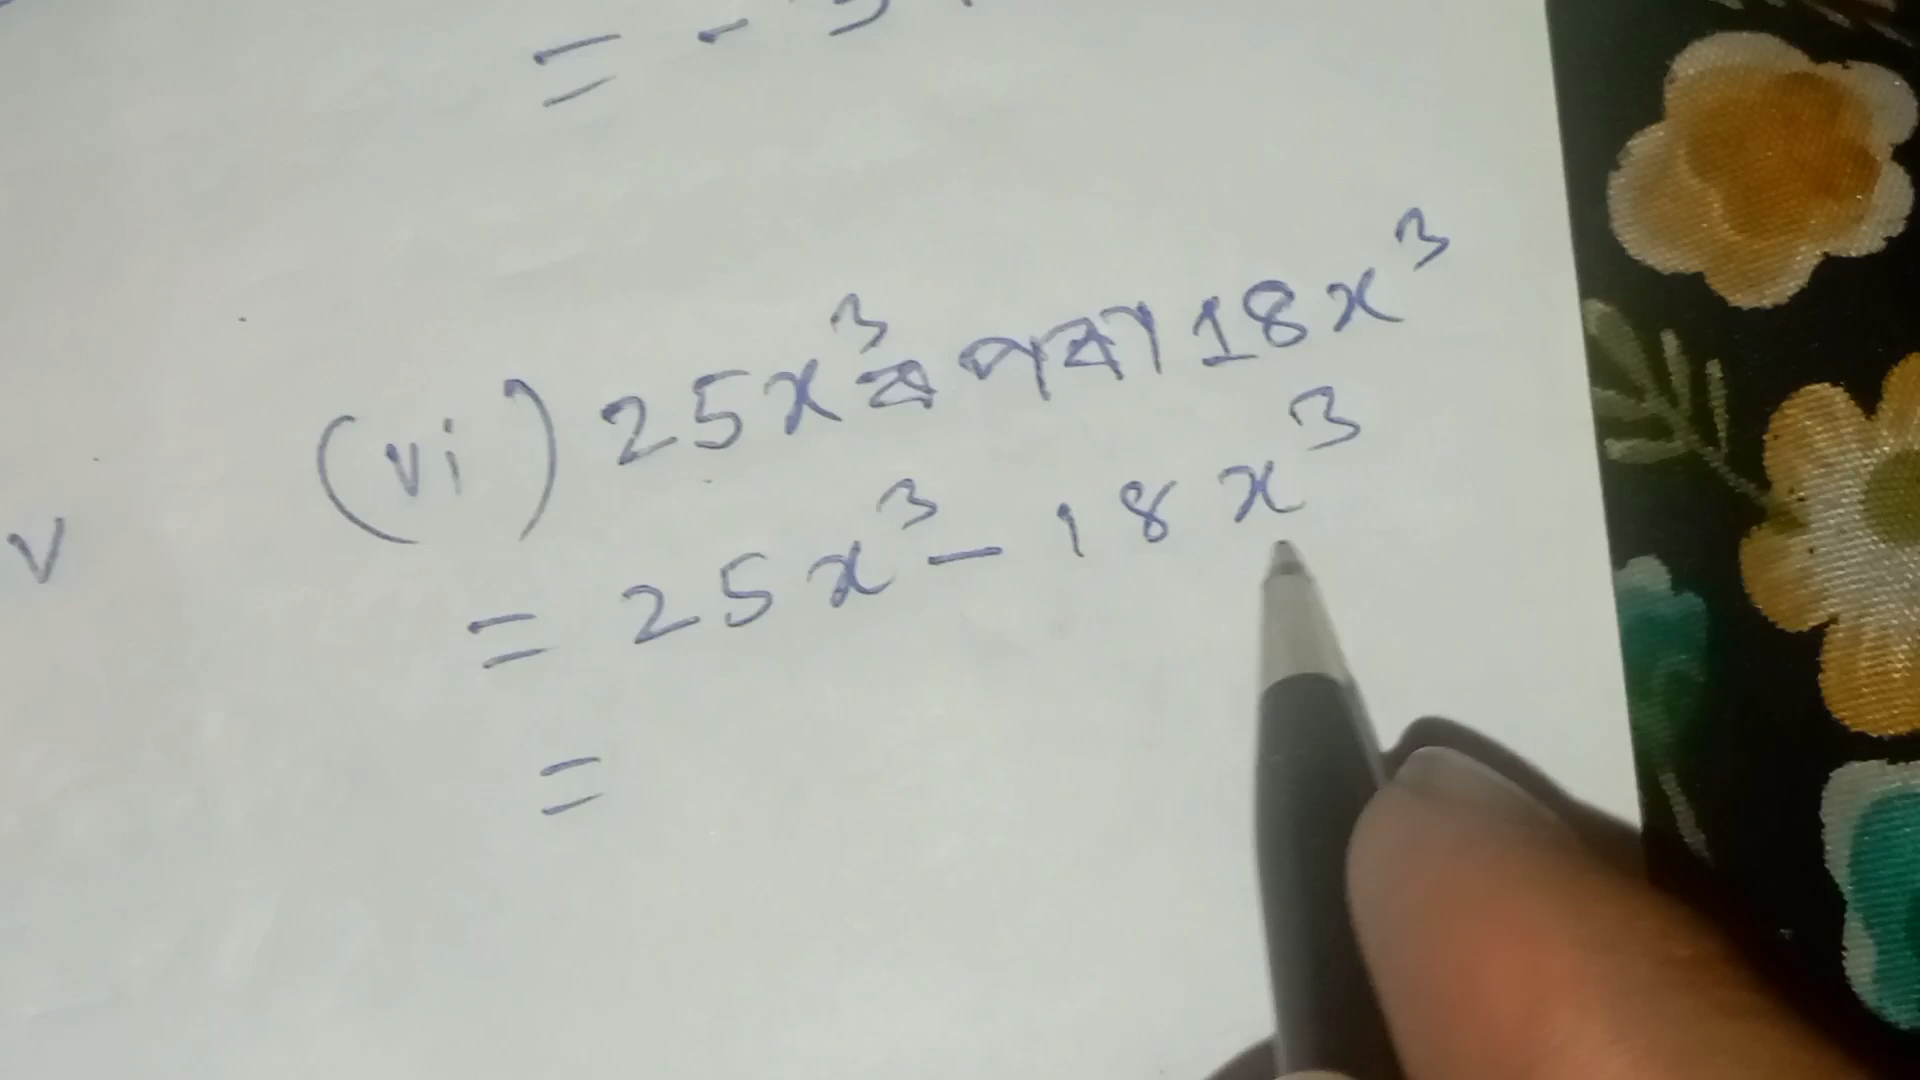 = -
v
(vi) 25x³ 18x³
= 25x³ - 18x³
=